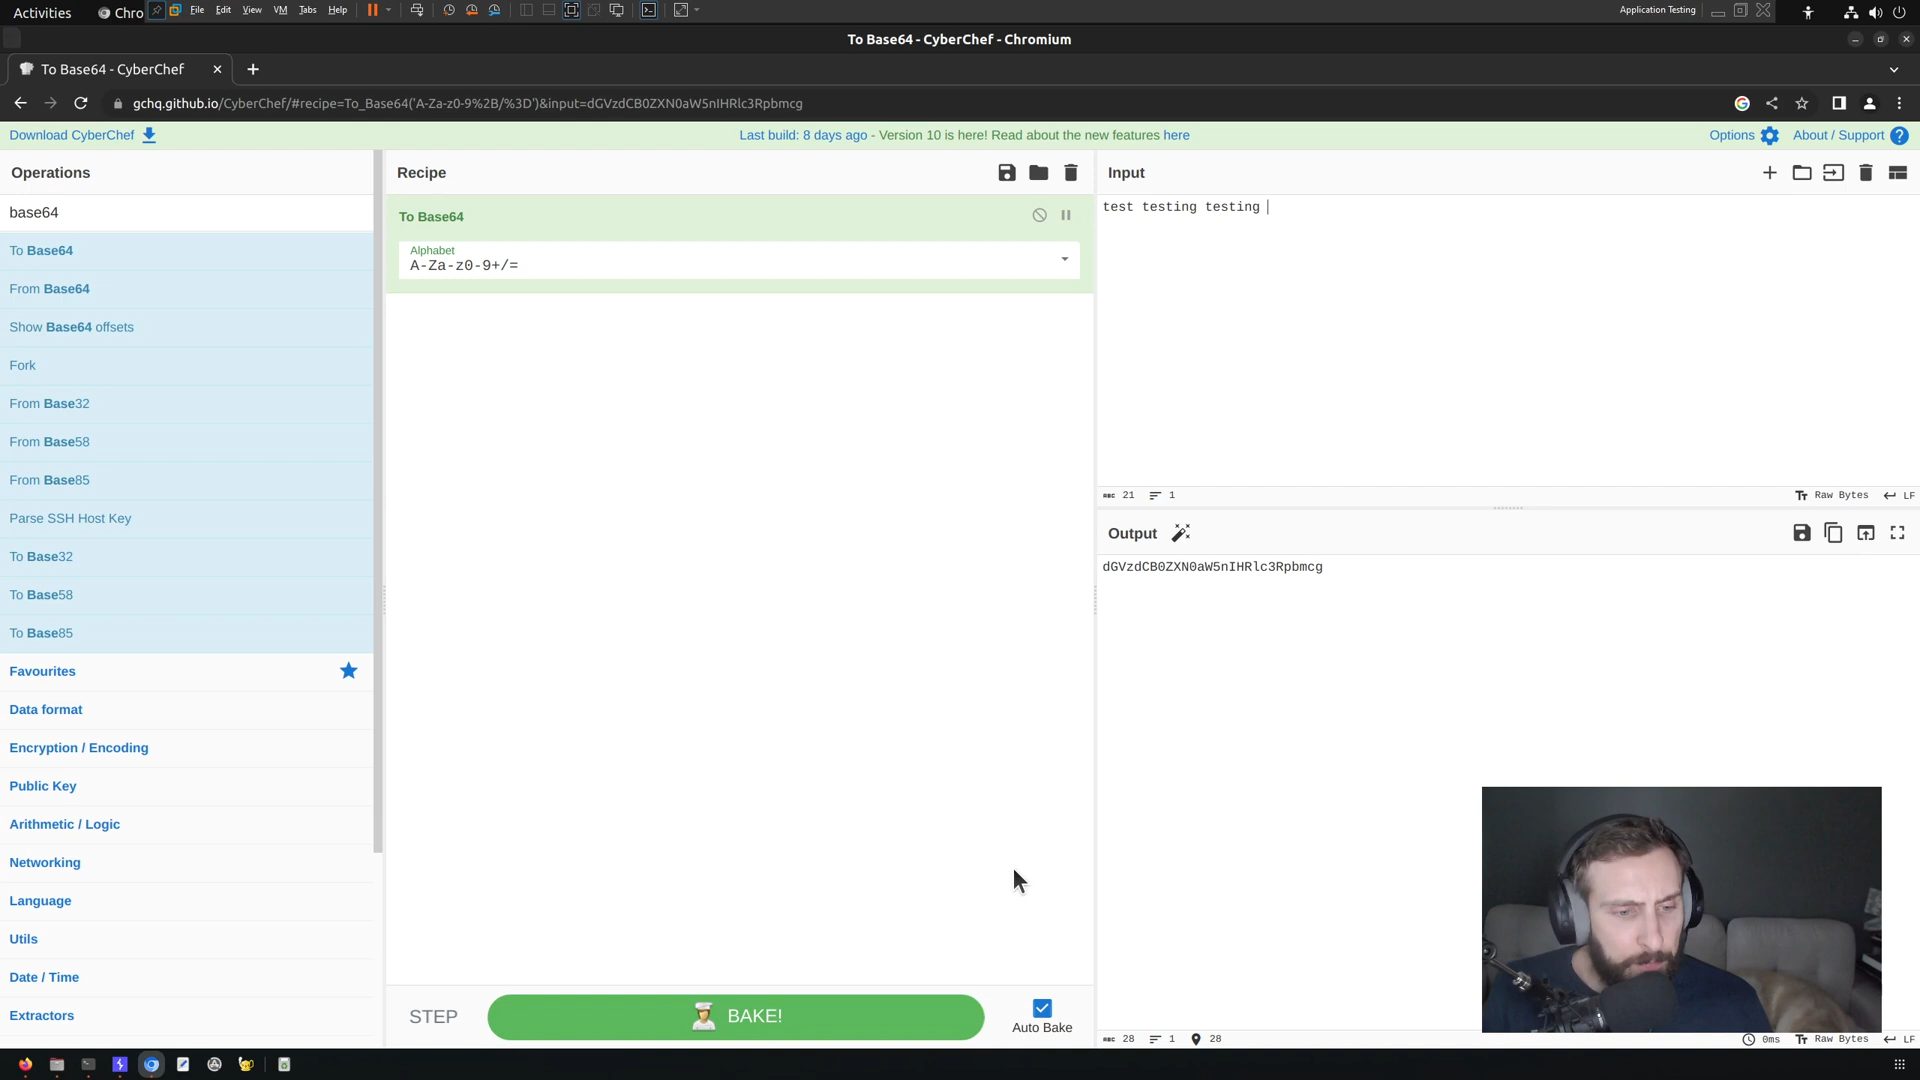 Activities
Chro
File Edit View VM Tabs Help
Application Testing
To Base64 - CyberChef - Chromium
To Base64 - CyberChef
gchq.github.io/CyberChef/#recipe=To_Base64('A-Za-z0-9%2B/%3D')&input=dGVzdCB0ZXN0aW5nIHRlc3Rpbmcg
Download CyberChef
Last build: 8 days ago - Version 10 is here! Read about the new features here
Options
About / Support
Operations
base64
To Base64
From Base64
Show Base64 offsets
Fork
From Base32
From Base58
From Base85
Parse SSH Host Key
To Base32
To Base58
To Base85
Favourites
Data format
Encryption / Encoding
Public Key
Arithmetic / Logic
Networking
Language
Utils
Date / Time
Extractors
Recipe
To Base64
Alphabet
A-Za-z0-9+/=
STEP
BAKE!
Auto Bake
Input
test testing testing
ABC 21 1
Raw Bytes LF
Output
dGVzdCB0ZXN0aW5nIHRlc3Rpbmcg
ABC 28 1 28
0ms Raw Bytes LF